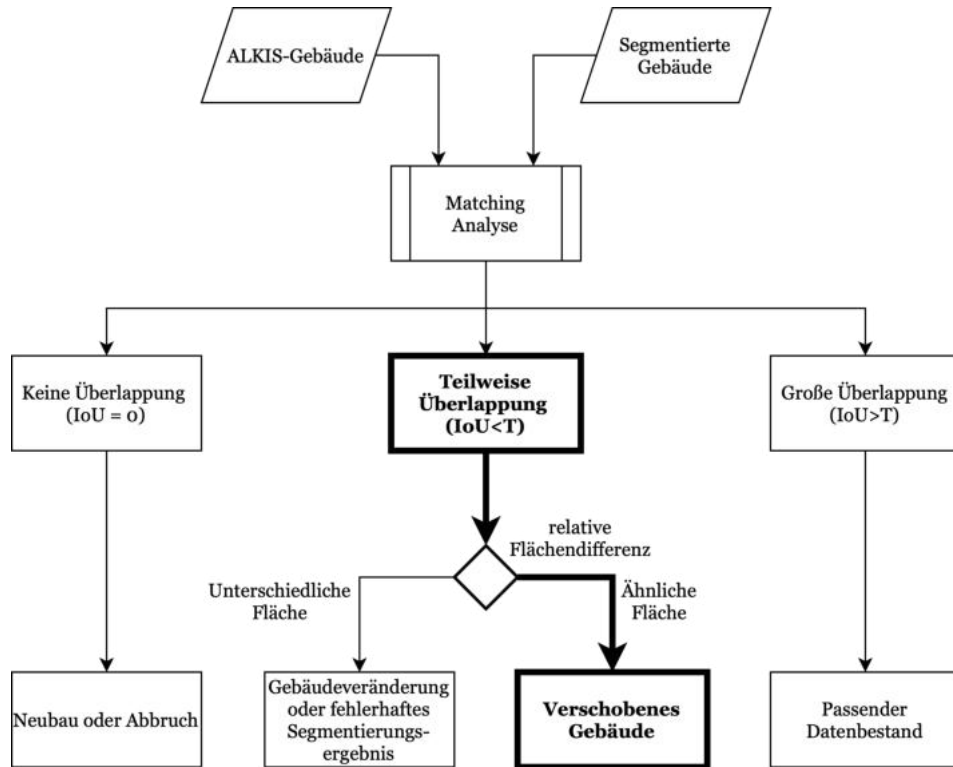 ALKIS-Gebäude
Segmentierte
Gebäude
Matching
Analyse
Keine Überlappung
(IoU = 0)
Teilweise
Überlappung
(IoU<T)
Große Überlappung
(IoU>T)
relative
Flächendifferenz
Unterschiedliche
Fläche
Ähnliche
Fläche
Neubau oder Abbruch
Gebäudeveränderung
oder fehlerhaftes
Segmentierungs-
ergebnis
Verschobenes
Gebäude
Passender
Datenbestand